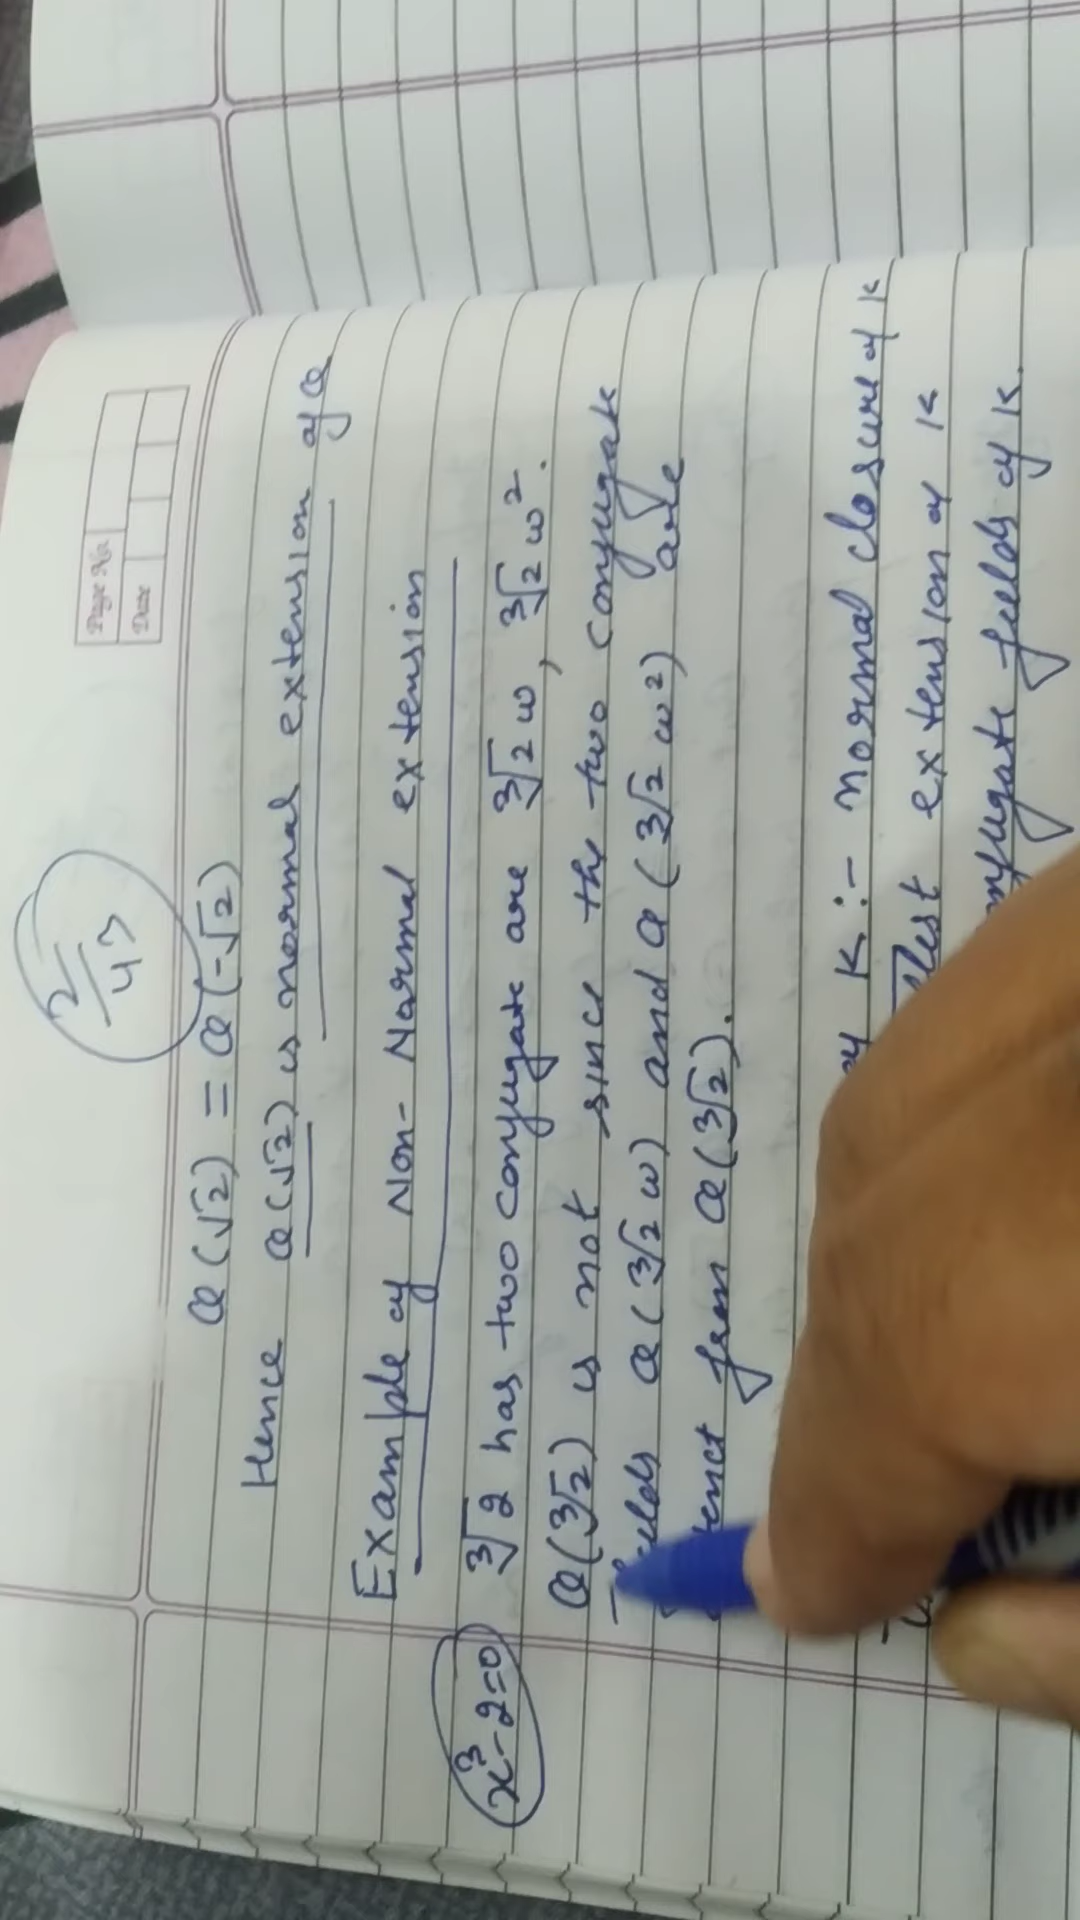 Page No.
Date
2/43
Q(√2) = Q(-√2)
Hence Q(√2) is normal extension of Q
Example of Non-Normal extension
x³-2=0
∛2 has two conjugate are ∛2 ω, ∛2 ω².
Q(∛2) is not since the two conjugate
fields Q(∛2 ω) and Q(∛2 ω²) are
from Q(∛2).
of K :- normal closure of K
extension of K
fields of K.